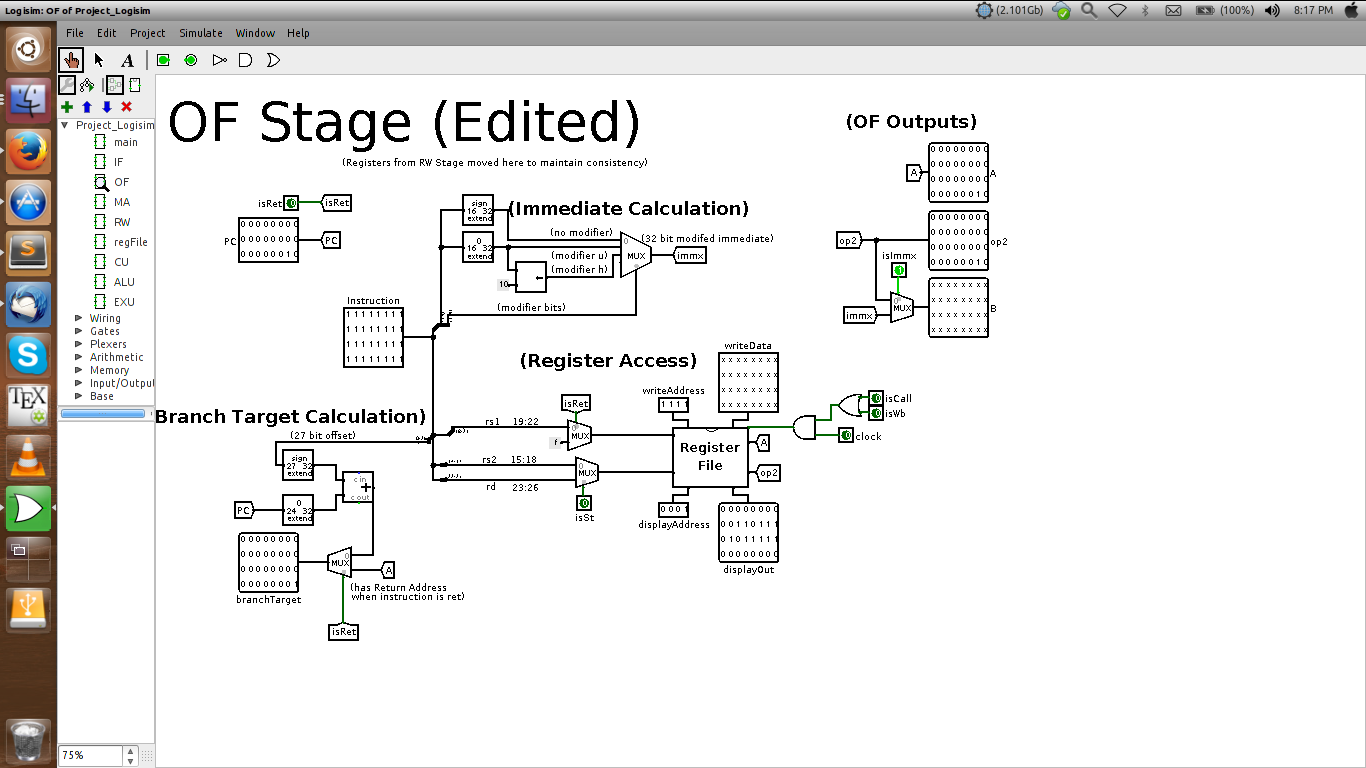 Logisim: OF of Project_Logisim
(2.101Gb)
(100%)
8:17 PM
File Edit Project Simulate Window Help
A
Project_Logisim
main
IF
OF
MA
RW
regFile
CU
ALU
EXU
Wiring
Gates
Plexers
Arithmetic
Memory
Input/Output
Base
75%
OF Stage (Edited)
(Registers from RW Stage moved here to maintain consistency)
isRet 0 isRet
PC
0 0 0 0 0 0 0 0
0 0 0 0 0 0 0 0
0 0 0 0 0 0 1 0
PC
Instruction
1 1 1 1 1 1 1 1
1 1 1 1 1 1 1 1
1 1 1 1 1 1 1 1
1 1 1 1 1 1 1 1
(Immediate Calculation)
sign
16 32
extend
0
16 32
extend
(no modifier)
(modifier u)
(modifier h)
10
(modifier bits)
0
MUX
(32 bit modifed immediate)
immx
(OF Outputs)
A
0 0 0 0 0 0 0 0
0 0 0 0 0 0 0 0
0 0 0 0 0 0 0 0
0 0 0 0 0 0 1 0
A
op2
0 0 0 0 0 0 0 0
0 0 0 0 0 0 0 0
0 0 0 0 0 0 0 0
0 0 0 0 0 0 1 0
op2
isImmx
1
immx
0
MUX
x x x x x x x x
x x x x x x x x
x x x x x x x x
x x x x x x x x
B
(Register Access)
writeData
x x x x x x x x
x x x x x x x x
x x x x x x x x
x x x x x x x x
writeAddress
1 1 1 1
isRet
rs1 19:22
f
0
MUX
rs2 15:18
rd 23:26
0
MUX
0
isSt
Register
File
A
op2
0 isCall
0 isWb
0 clock
displayAddress
0 0 0 1
0 0 0 0 0 0 0 0
0 0 1 1 0 1 1 1
1 0 1 1 0 1 1 1
0 0 0 0 0 0 0 0
displayOut
Branch Target Calculation)
(27 bit offset)
sign
27 32
extend
PC
0
24 32
extend
c in
+
c out
0 0 0 0 0 0 0 0
0 0 0 0 0 0 0 0
0 0 0 0 0 0 0 0
0 0 0 0 0 0 0 1
branchTarget
0
MUX
A
(has Return Address
when instruction is ret)
isRet